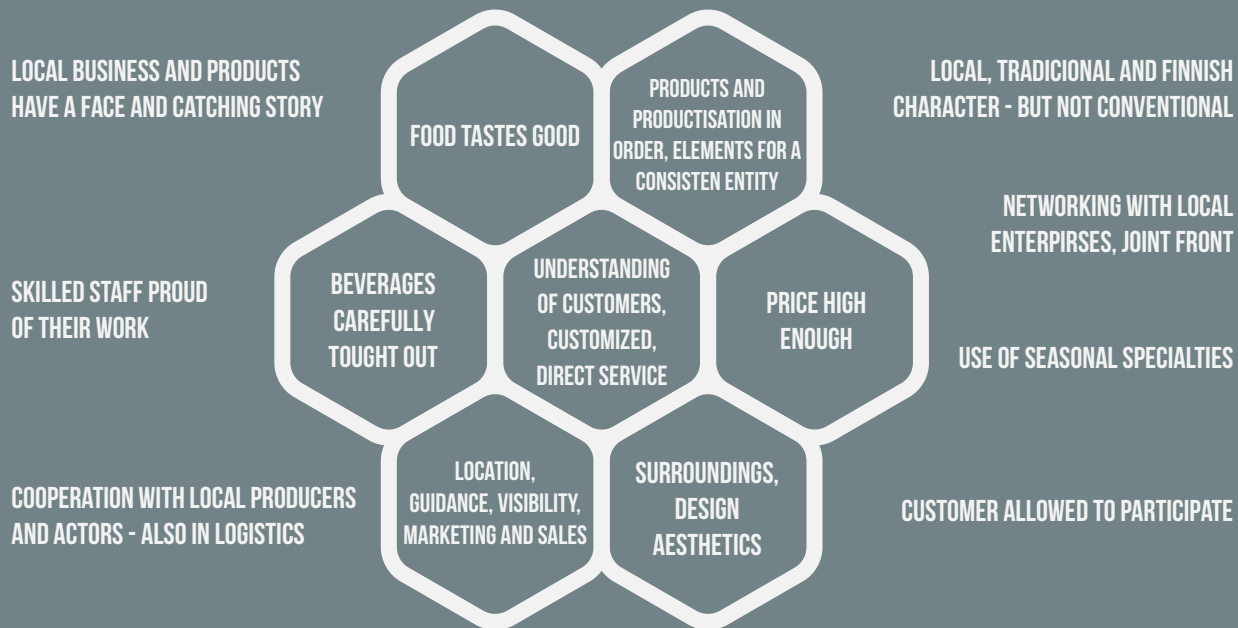 LOCAL BUSINESS AND PRODUCTS
HAVE A FACE AND CATCHING STORY
SKILLED STAFF PROUD
OF THEIR WORK
COOPERATION WITH LOCAL PRODUCERS
AND ACTORS - ALSO IN LOGISTICS
FOOD TASTES GOOD
PRODUCTS AND
PRODUCTISATION IN
ORDER, ELEMENTS FOR A
CONSISTEN ENTITY
BEVERAGES
CAREFULLY
TOUGHT OUT
UNDERSTANDING
OF CUSTOMERS,
CUSTOMIZED,
DIRECT SERVICE
PRICE HIGH
ENOUGH
LOCATION,
GUIDANCE, VISIBILITY,
MARKETING AND SALES
SURROUNDINGS,
DESIGN
AESTHETICS
LOCAL, TRADICIONAL AND FINNISH
CHARACTER - BUT NOT CONVENTIONAL
NETWORKING WITH LOCAL
ENTERPIRSES, JOINT FRONT
USE OF SEASONAL SPECIALTIES
CUSTOMER ALLOWED TO PARTICIPATE